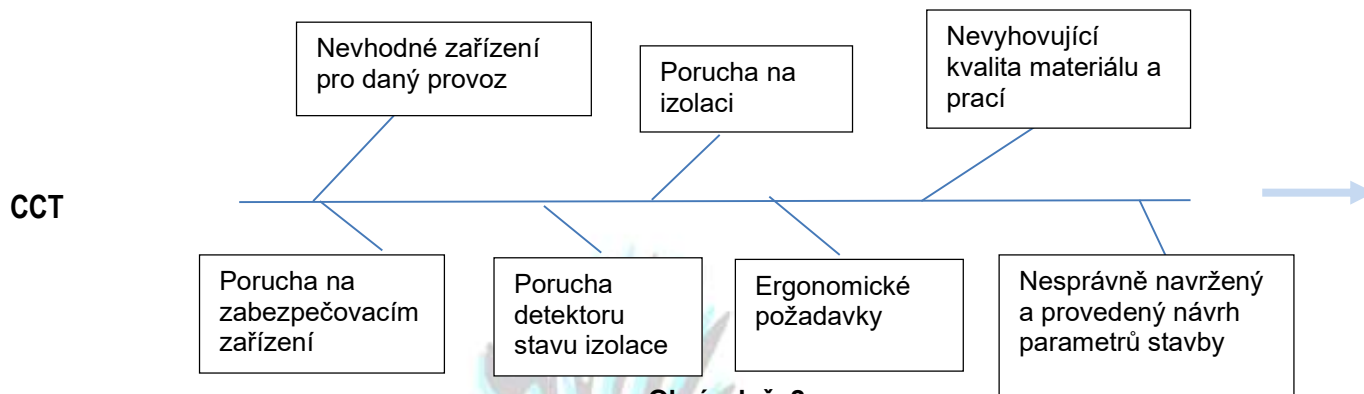 Nevhodné zařízení
pro daný provoz
Porucha na
izolaci
Nevyhovující
kvalita materiálu a
prací
CCT
Porucha na
zabezpečovacím
zařízení
Porucha
detektoru
stavu izolace
Ergonomické
požadavky
Nesprávně navržený
a provedený návrh
parametrů stavby